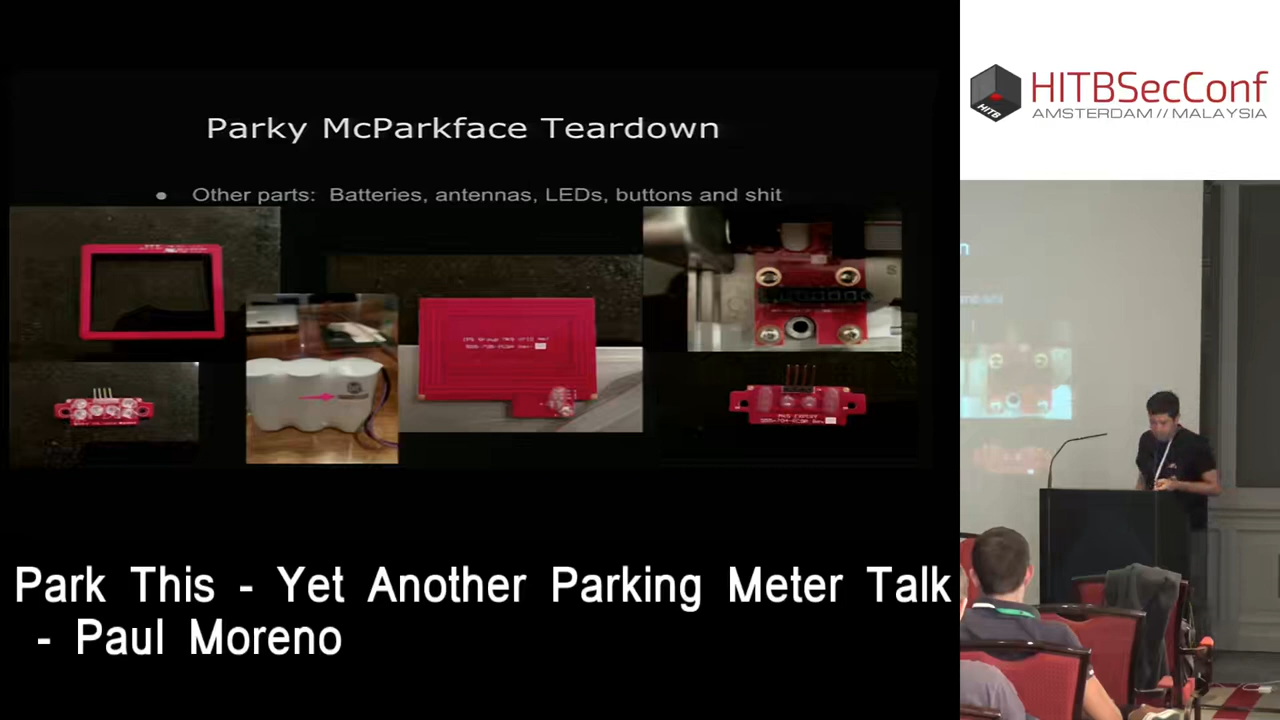 Parky McParkface Teardown
• Other parts: Batteries, antennas, LEDs, buttons and shit
HITBSecConf
AMSTERDAM // MALAYSIA
HITB
Park This - Yet Another Parking Meter Talk
- Paul Moreno